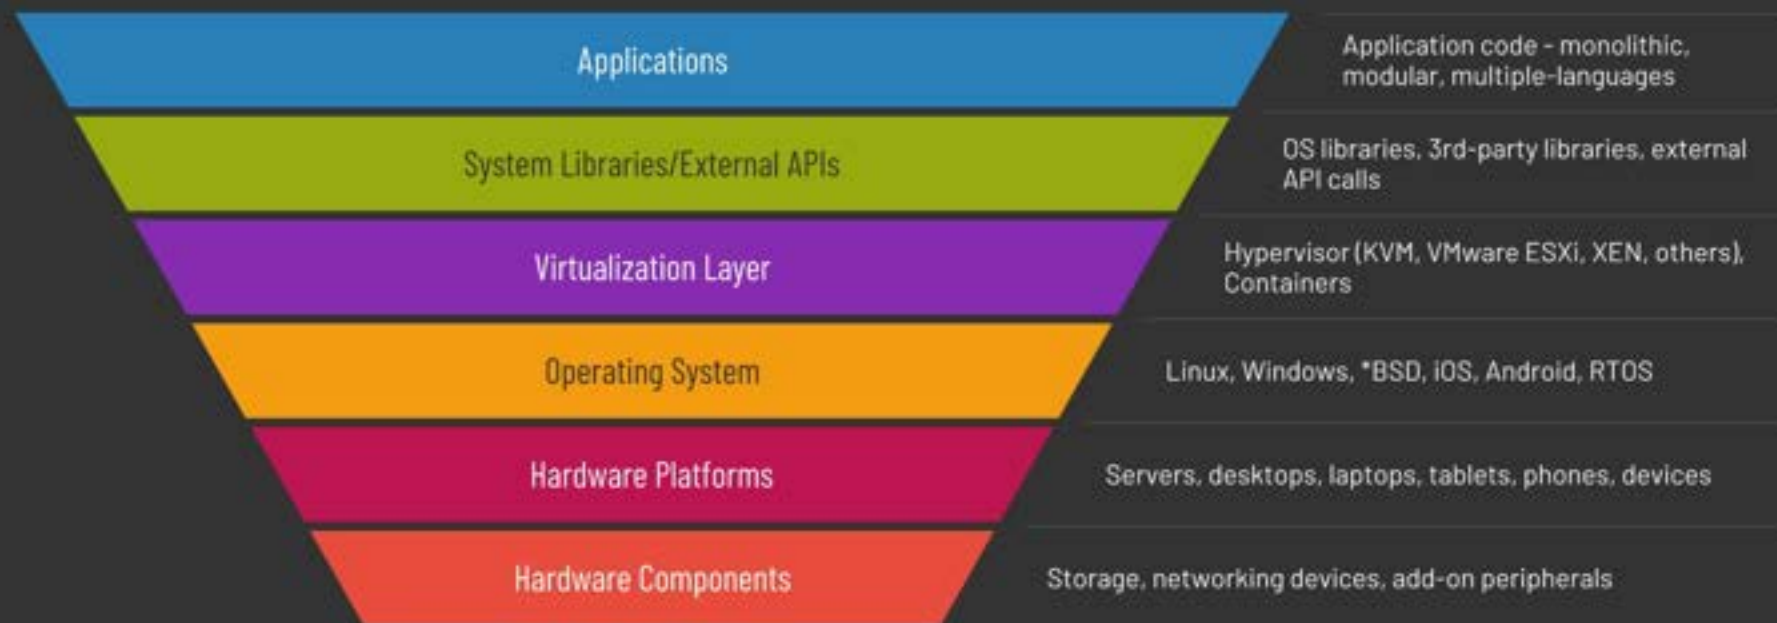 Applications
Application code - monolithic,
modular, multiple-languages
System Libraries/External APIs
OS libraries, 3rd-party libraries, external
API calls
Virtualization Layer
Hypervisor (KVM, VMware ESXi, XEN, others),
Containers
Operating System
Linux, Windows, *BSD, iOS, Android, RTOS
Hardware Platforms
Servers, desktops, laptops, tablets, phones, devices
Hardware Components
Storage, networking devices, add-on peripherals